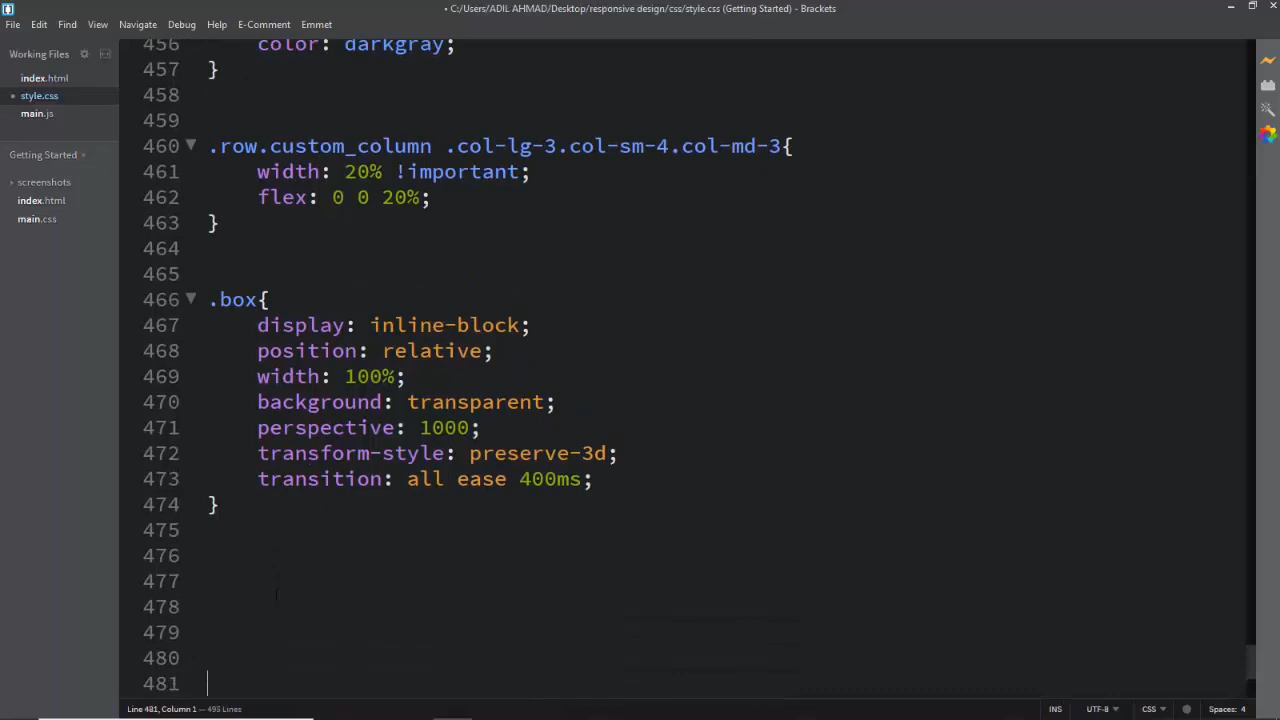 • C:/Users/ADIL AHMAD/Desktop/responsive design/css/style.css (Getting Started) - Brackets
File Edit Find View Navigate Debug Help E-Comment Emmet
Working Files
index.html
• style.css
main.js
Getting Started
screenshots
index.html
main.css
456 color: darkgray;
457 }
458
459
460 .row.custom_column .col-lg-3.col-sm-4.col-md-3{
461 width: 20% !important;
462 flex: 0 0 20%;
463 }
464
465
466 .box{
467 display: inline-block;
468 position: relative;
469 width: 100%;
470 background: transparent;
471 perspective: 1000;
472 transform-style: preserve-3d;
473 transition: all ease 400ms;
474 }
475
476
477
478
479
480
481
Line 481, Column 1 — 495 Lines
INS UTF-8 CSS Spaces: 4